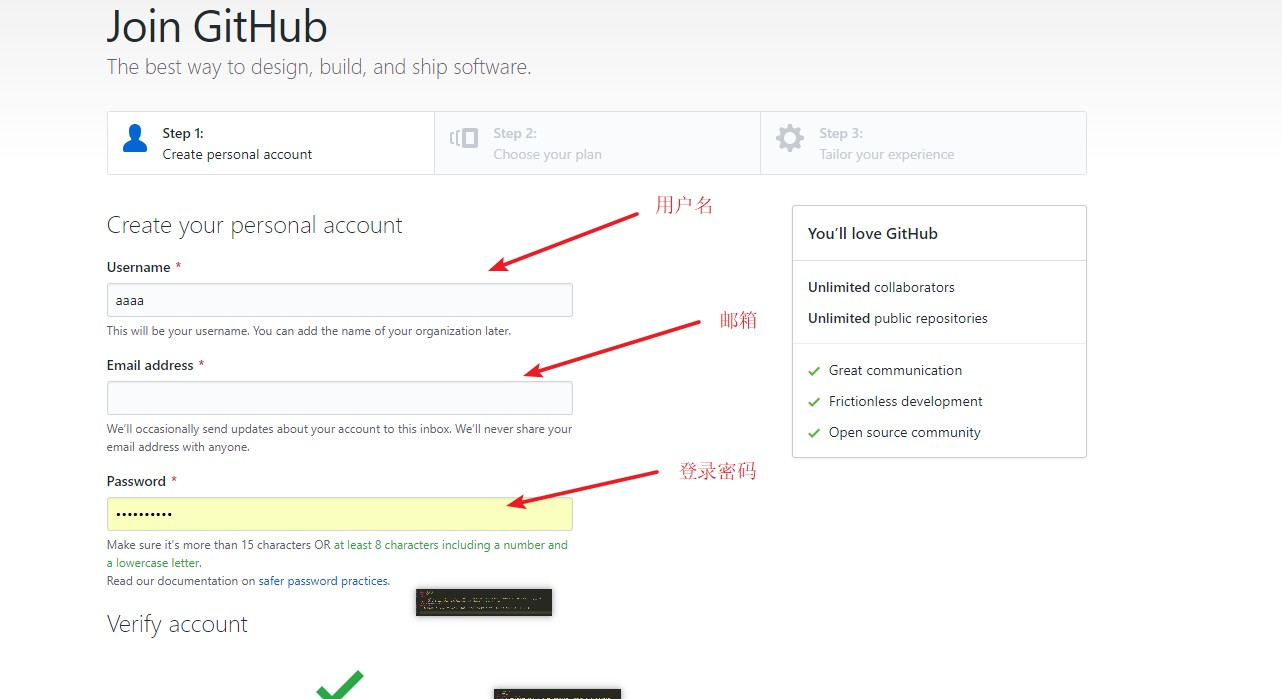 Join GitHub
The best way to design, build, and ship software.
Step 1:
Create personal account
Step 2:
Choose your plan
Step 3:
Tailor your experience
Create your personal account
用户名
Username *
aaaa
This will be your username. You can add the name of your organization later.
邮箱
Email address *
We'll occasionally send updates about your account to this inbox. We'll never share your
email address with anyone.
登录密码
Password *
••••••••••
Make sure it's more than 15 characters OR at least 8 characters including a number and
a lowercase letter.
Read our documentation on safer password practices.
Verify account
You'll love GitHub
Unlimited collaborators
Unlimited public repositories
Great communication
Frictionless development
Open source community